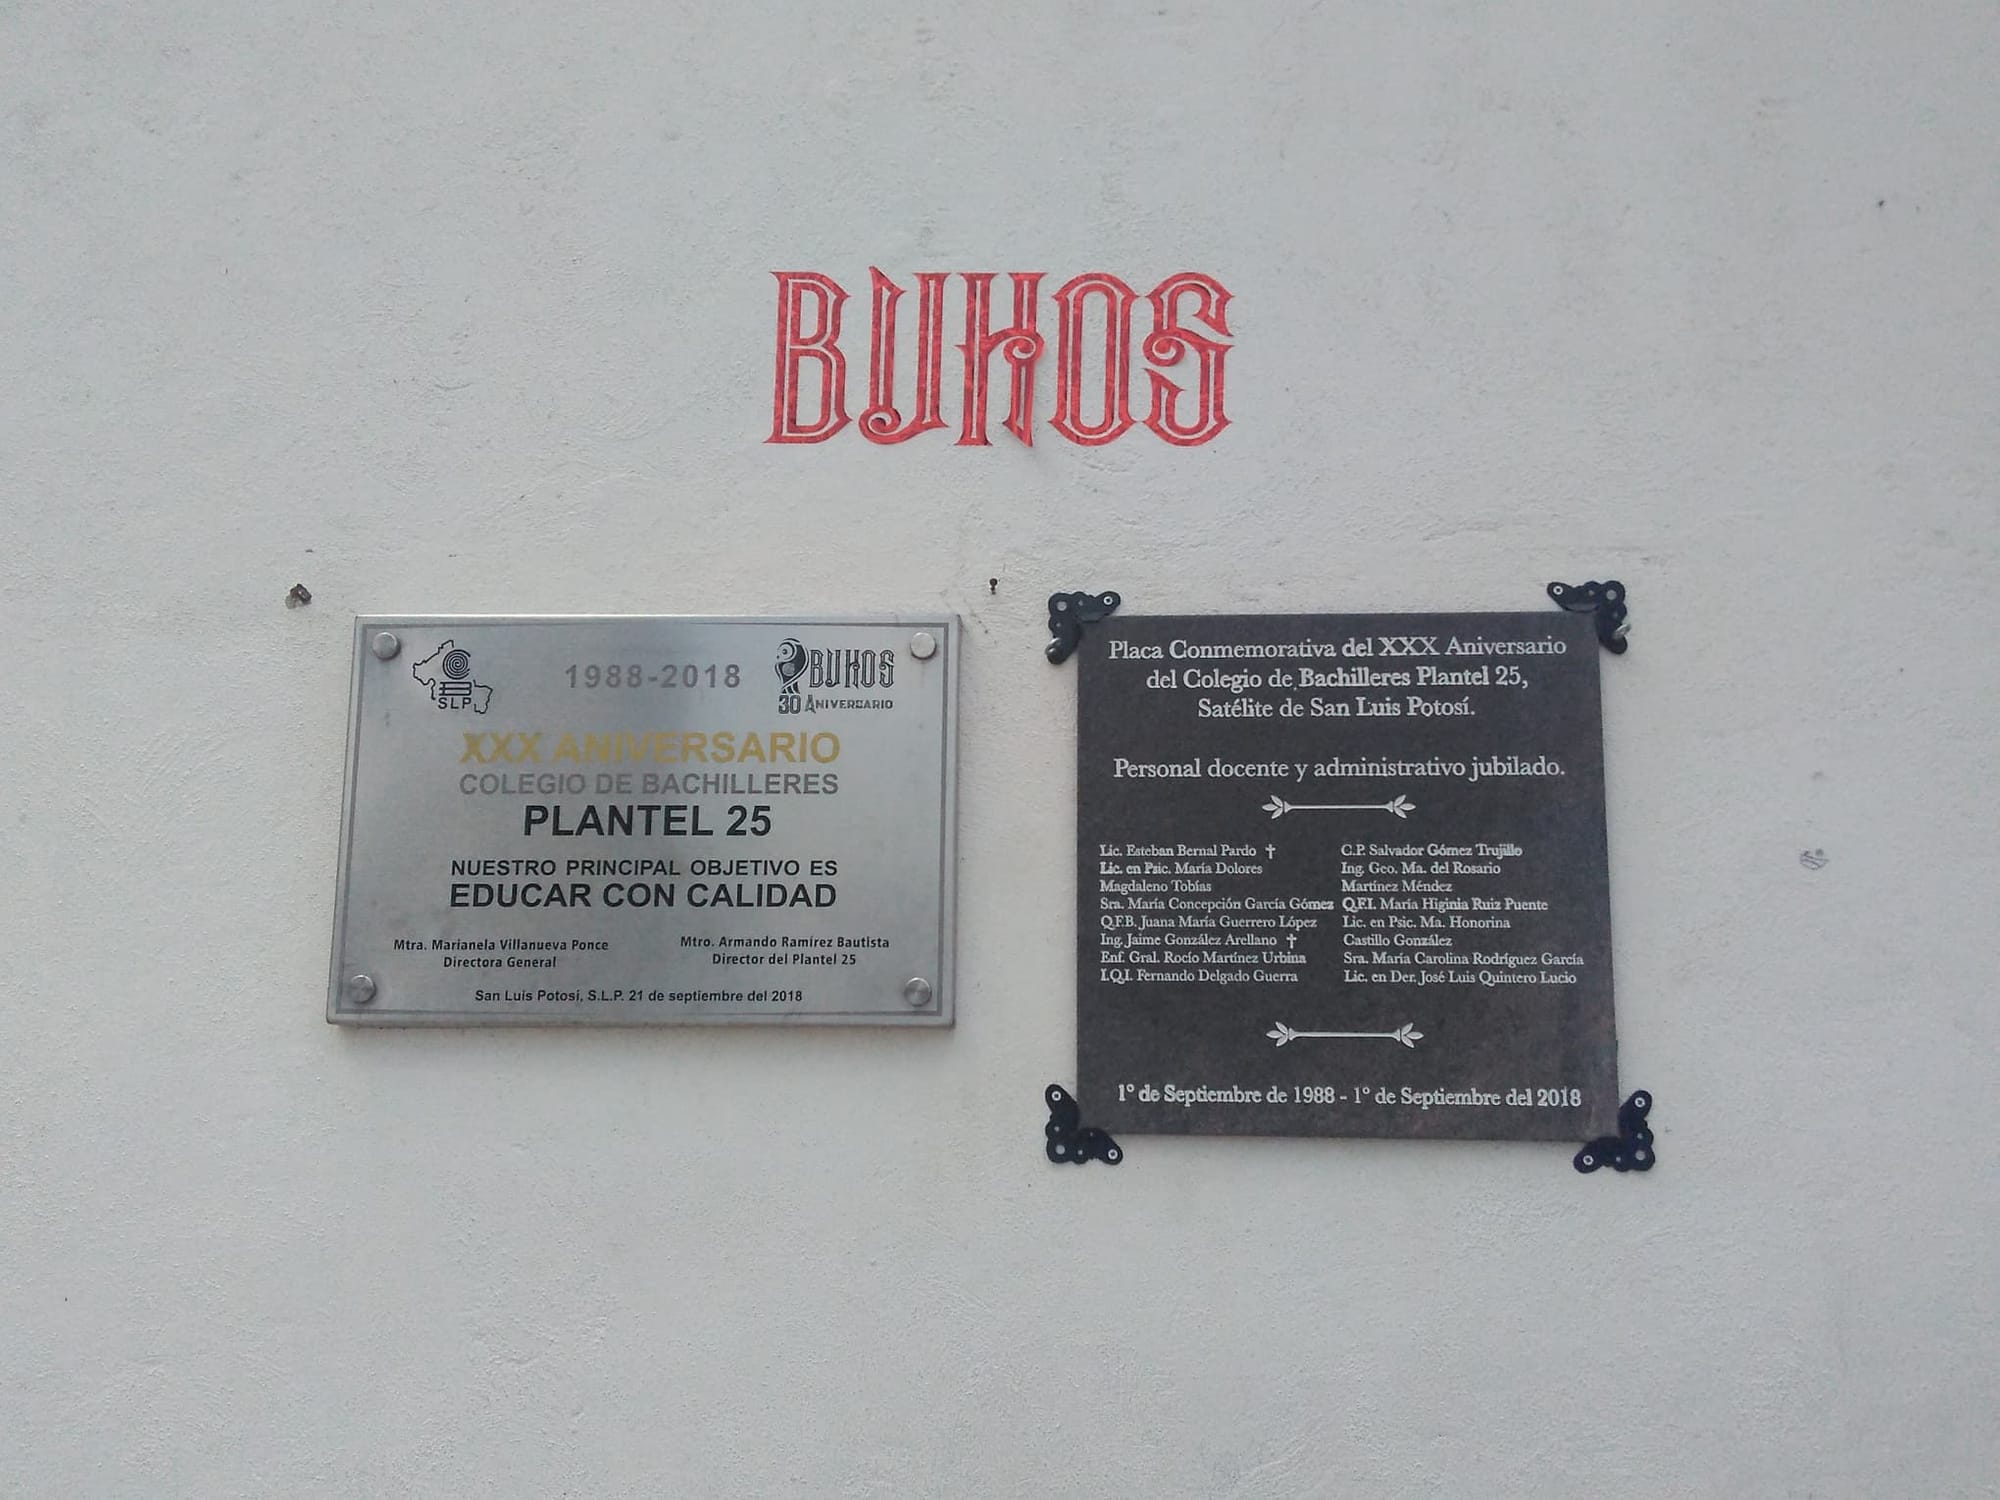 BUHOS
SLP
1988-2018
BUHOS
30 ANIVERSARIO
XXX ANIVERSARIO
COLEGIO DE BACHILLERES
PLANTEL 25
NUESTRO PRINCIPAL OBJETIVO ES
EDUCAR CON CALIDAD
Mtra. Marianela Villanueva Ponce
Directora General
Mtro. Armando Ramírez Bautista
Director del Plantel 25
San Luis Potosí, S.L.P. 21 de septiembre del 2018
Placa Conmemorativa del XXX Aniversario
del Colegio de Bachilleres Plantel 25,
Satélite de San Luis Potosí.
Personal docente y administrativo jubilado.
Lic. Esteban Bernal Pardo ✝
Lic. en Psic. María Dolores
Magdaleno Tobías
Sra. María Concepción García Gómez
Q.F.B. Juana María Guerrero López
Ing. Jaime González Arellano ✝
Enf. Gral. Rocío Martínez Urbina
I.Q.I. Fernando Delgado Guerra
C.P. Salvador Gómez Trujillo
Ing. Geo. Ma. del Rosario
Martínez Méndez
Q.F.I. María Higinia Ruiz Puente
Lic. en Psic. Ma. Honorina
Castillo González
Sra. María Carolina Rodríguez García
Lic. en Der. José Luis Quintero Lucio
1° de Septiembre de 1988 - 1° de Septiembre del 2018